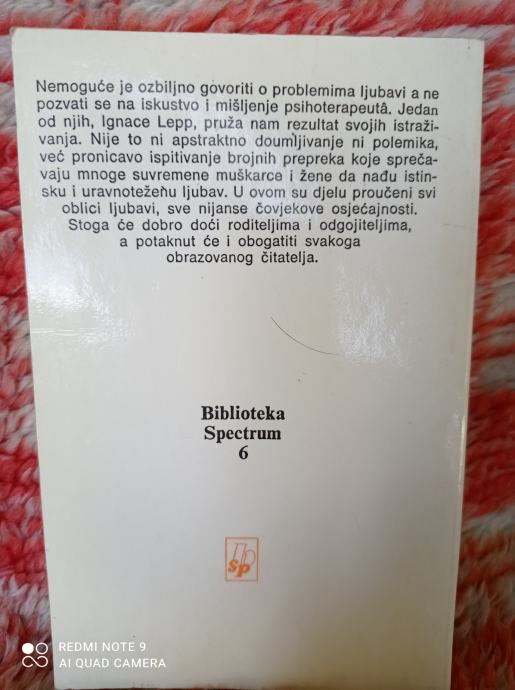 Nemoguće je ozbiljno govoriti o problemima ljubavi a ne
pozvati se na iskustvo i mišljenje psihoterapeutâ. Jedan
od njih, Ignace Lepp, pruža nam rezultat svojih istraži-
vanja. Nije to ni apstraktno doumljivanje ni polemika,
već pronicavo ispitivanje brojnih prepreka koje spreča-
vaju mnoge suvremene muškarce i žene da nađu istin-
sku i uravnoteženu ljubav. U ovom su djelu proučeni svi
oblici ljubavi, sve nijanse čovjekove osjećajnosti.
Stoga će dobro doći roditeljima i odgojiteljima,
a potaknut će i obogatiti svakoga
obrazovanog čitatelja.
Biblioteka
Spectrum
6
sp
REDMI NOTE 9
AI QUAD CAMERA